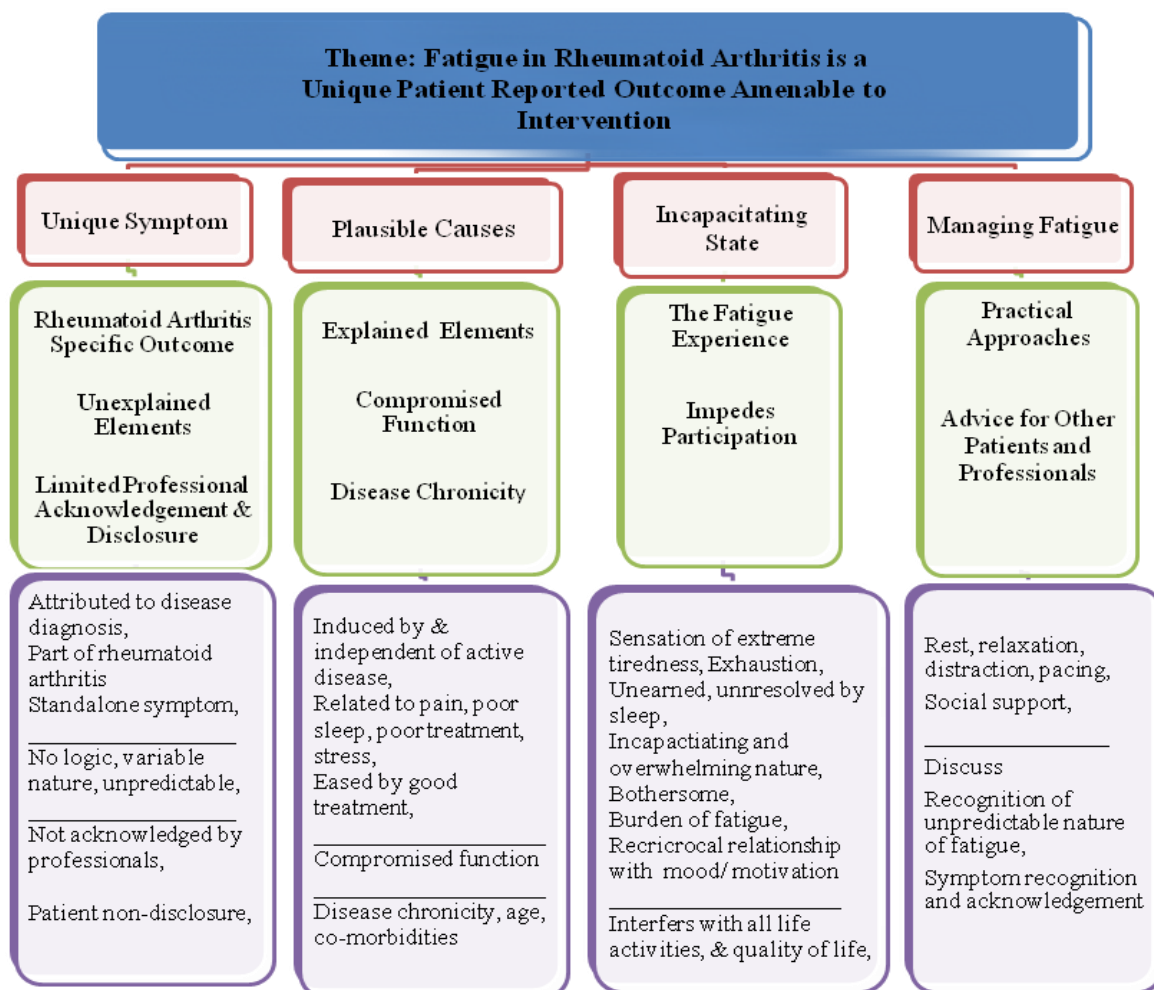 Theme: Fatigue in Rheumatoid Arthritis is a
Unique Patient Reported Outcome Amenable to
Intervention
Unique Symptom
Plausible Causes
Incapacitating
State
Managing Fatigue
Rheumatoid Arthritis
Specific Outcome
Unexplained
Elements
Limited Professional
Acknowledgement &
Disclosure
Explained Elements
Compromised
Function
Disease Chronicity
The Fatigue
Experience
Impedes
Participation
Practical
Approaches
Advice for Other
Patients and
Professionals
Attributed to disease
diagnosis,
Part of rheumatoid
arthritis
Standalone symptom,
No logic, variable
nature, unpredictable,
Not acknowledged by
professionals,
Patient non-disclosure,
Induced by &
independent of active
disease,
Related to pain, poor
sleep, poor treatment,
stress,
Eased by good
treatment,
Compromised function
Disease chronicity, age,
co-morbidities
Sensation of extreme
tiredness, Exhaustion,
Unearned, unnresolved by
sleep,
Incapactiating and
overwhelming nature,
Bothersome,
Burden of fatigue,
Recricrocal relationship
with mood/ motivation
Interfers with all life
activities, & quality of life,
Rest, relaxation,
distraction, pacing,
Social support,
Discuss
Recognition of
unpredictable nature
of fatigue,
Symptom recognition
and acknowledgement